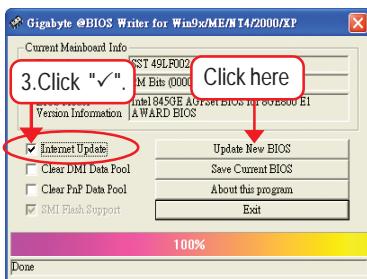 Gigabyte @BIOS Writer for Win9x/ME/NT4/2000/XP
Current Mainboard Info
SST 49LF002
3.Click "✓".
Click here
M Bits (0000
Intel 845GE AGPset BIOS for 8GE800 E1
Version Information AWARD BIOS
Internet Update
Update New BIOS
Clear DMI Data Pool
Save Current BIOS
Clear PnP Data Pool
About this program
SMI Flash Support
Exit
100%
Done